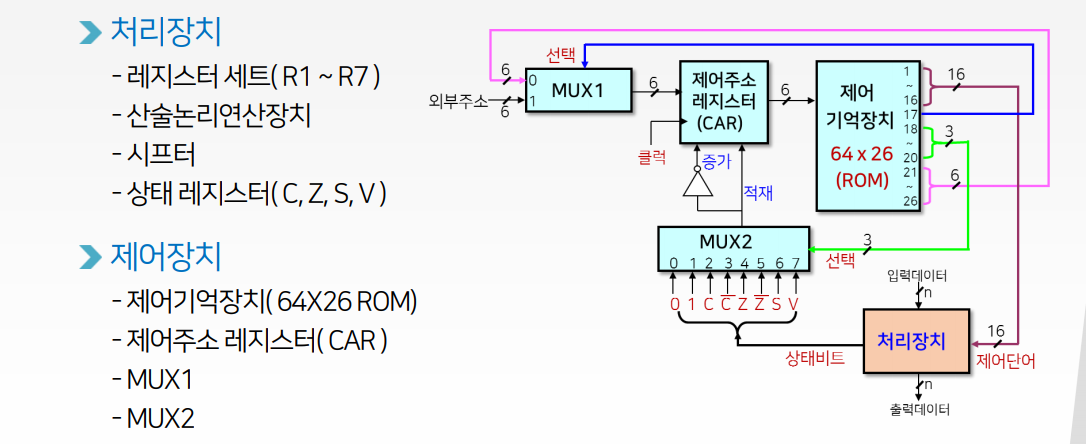 처리장치
- 레지스터 세트( R1 ~ R7 )
- 산술논리연산장치
- 시프터
- 상태 레지스터( C, Z, S, V )
제어장치
- 제어기억장치( 64X26 ROM)
- 제어주소 레지스터( CAR )
- MUX1
- MUX2
선택
6
0
MUX1
외부주소
1
6
6
제어주소
레지스터
(CAR)
클럭
6
제어
기억장치
64 x 26
(ROM)
1
~
16
17
18
~
20
21
~
26
16
3
6
증가
적재
MUX2
0 1 2 3 4 5 6 7
0 1 C C̅ Z Z̅ S V
3
선택
상태비트
입력데이터
n
처리장치
16
제어단어
n
출력데이터